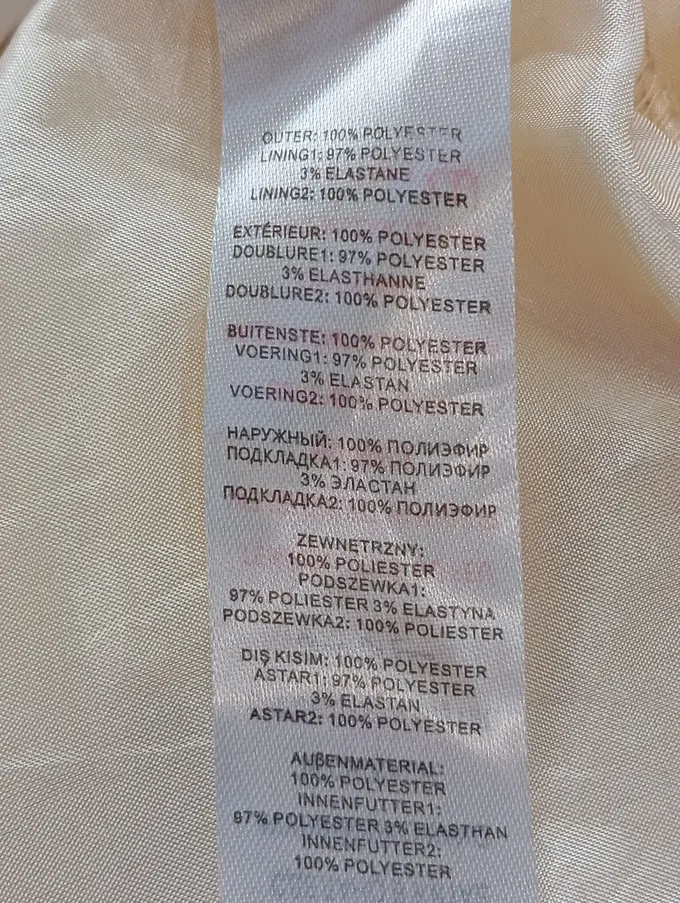 OUTER: 100% POLYESTER
LINING1: 97% POLYESTER
3% ELASTANE
LINING2: 100% POLYESTER
EXTÉRIEUR: 100% POLYESTER
DOUBLURE1: 97% POLYESTER
3% ELASTHANNE
DOUBLURE2: 100% POLYESTER
BUITENSTE: 100% POLYESTER
VOERING1: 97% POLYESTER
3% ELASTAN
VOERING2: 100% POLYESTER
НАРУЖНЫЙ: 100% ПОЛИЭФИР
ПОДКЛАДКА1: 97% ПОЛИЭФИР
3% ЭЛАСТАН
ПОДКЛАДКА2: 100% ПОЛИЭФИР
ZEWNĘTRZNY:
100% POLIESTER
PODSZEWKA1:
97% POLIESTER 3% ELASTYNA
PODSZEWKA2: 100% POLIESTER
DIŞ KISIM: 100% POLYESTER
ASTAR1: 97% POLYESTER
3% ELASTAN
ASTAR2: 100% POLYESTER
AUßENMATERIAL:
100% POLYESTER
INNENFUTTER1:
97% POLYESTER 3% ELASTHAN
INNENFUTTER2:
100% POLYESTER